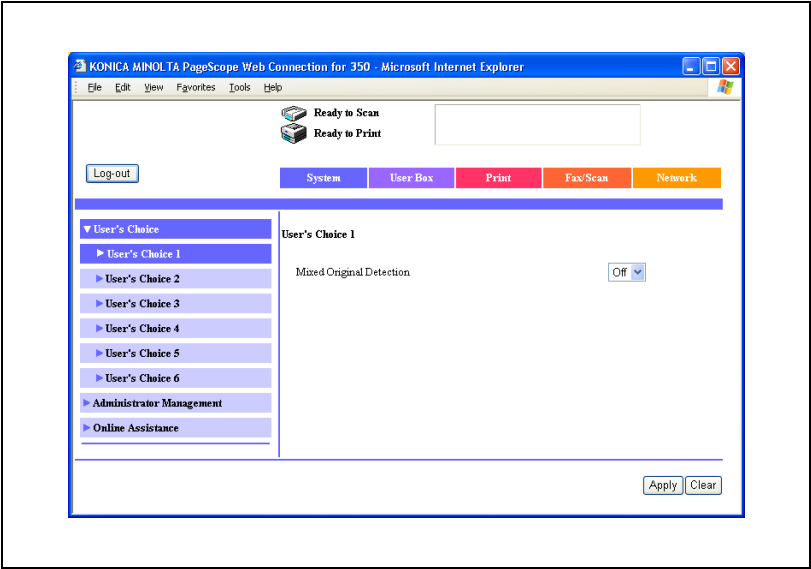 KONICA MINOLTA PageScope Web Connection for 350 - Microsoft Internet Explorer
File Edit View Favorites Tools Help
Ready to Scan
Ready to Print
Log-out
System User Box Print Fax/Scan Network
User's Choice
User's Choice 1
User's Choice 2
User's Choice 3
User's Choice 4
User's Choice 5
User's Choice 6
Administrator Management
Online Assistance
User's Choice 1
Mixed Original Detection Off
Apply Clear